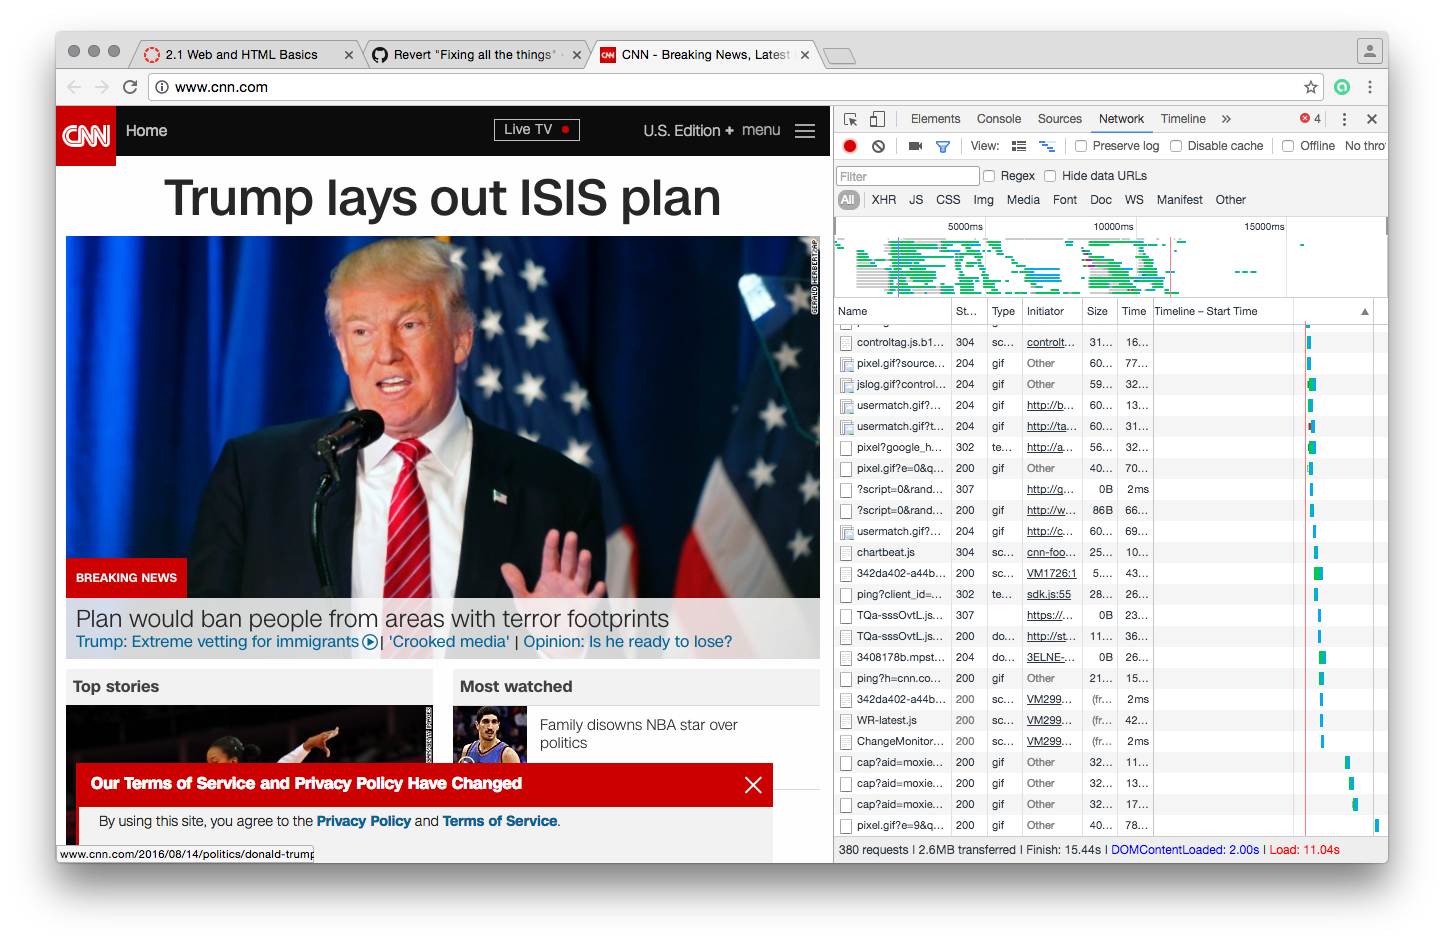 2.1 Web and HTML Basics
Revert "Fixing all the things"
CNN - Breaking News, Latest
www.cnn.com
CNN
Home
Live TV
U.S. Edition + menu
Trump lays out ISIS plan
GERALD HERBERT/AP
BREAKING NEWS
Plan would ban people from areas with terror footprints
Trump: Extreme vetting for immigrants | 'Crooked media' | Opinion: Is he ready to lose?
Top stories
Most watched
Family disowns NBA star over
politics
Our Terms of Service and Privacy Policy Have Changed
By using this site, you agree to the Privacy Policy and Terms of Service.
www.cnn.com/2016/08/14/politics/donald-trump
Elements Console Sources Network Timeline » 4
View: Preserve log Disable cache Offline No thro
Filter Regex Hide data URLs
All XHR JS CSS Img Media Font Doc WS Manifest Other
5000ms 10000ms 15000ms
Name St... Type Initiator Size Time Timeline – Start Time
controltag.js.b1... 304 sc... controlt... 31... 16...
pixel.gif?source... 204 gif Other 60... 77...
jslog.gif?control... 204 gif Other 59... 32...
usermatch.gif?... 204 gif http://b... 60... 13...
usermatch.gif?t... 204 gif http://ta... 60... 31...
pixel?google_h... 302 te... http://a... 56... 32...
pixel.gif?e=0&q... 200 gif Other 40... 70...
?script=0&rand... 307 http://q... 0B 2ms
?script=0&rand... 200 gif http://w... 86B 66...
usermatch.gif?... 204 gif http://c... 60... 69...
chartbeat.js 304 sc... cnn-foo... 25... 10...
342da402-a44b... 200 sc... VM1726:1 5.... 43...
ping?client_id=... 302 te... sdk.js:55 28... 26...
TQa-sssOvtL.js... 307 https:/... 0B 23...
TQa-sssOvtL.js... 200 do... http://st... 11... 36...
3408178b.mpst... 204 do... 3ELNE-... 0B 26...
ping?h=cnn.co... 200 gif Other 21... 15...
342da402-a44b... 200 sc... VM299... (fr... 2ms
WR-latest.js 200 sc... VM299... (fr... 42...
ChangeMonitor... 200 sc... VM299... (fr... 2ms
cap?aid=moxie... 200 gif Other 32... 11...
cap?aid=moxie... 200 gif Other 32... 13...
cap?aid=moxie... 200 gif Other 32... 17...
pixel.gif?e=9&q... 200 gif Other 40... 78...
380 requests | 2.6MB transferred | Finish: 15.44s | DOMContentLoaded: 2.00s | Load: 11.04s